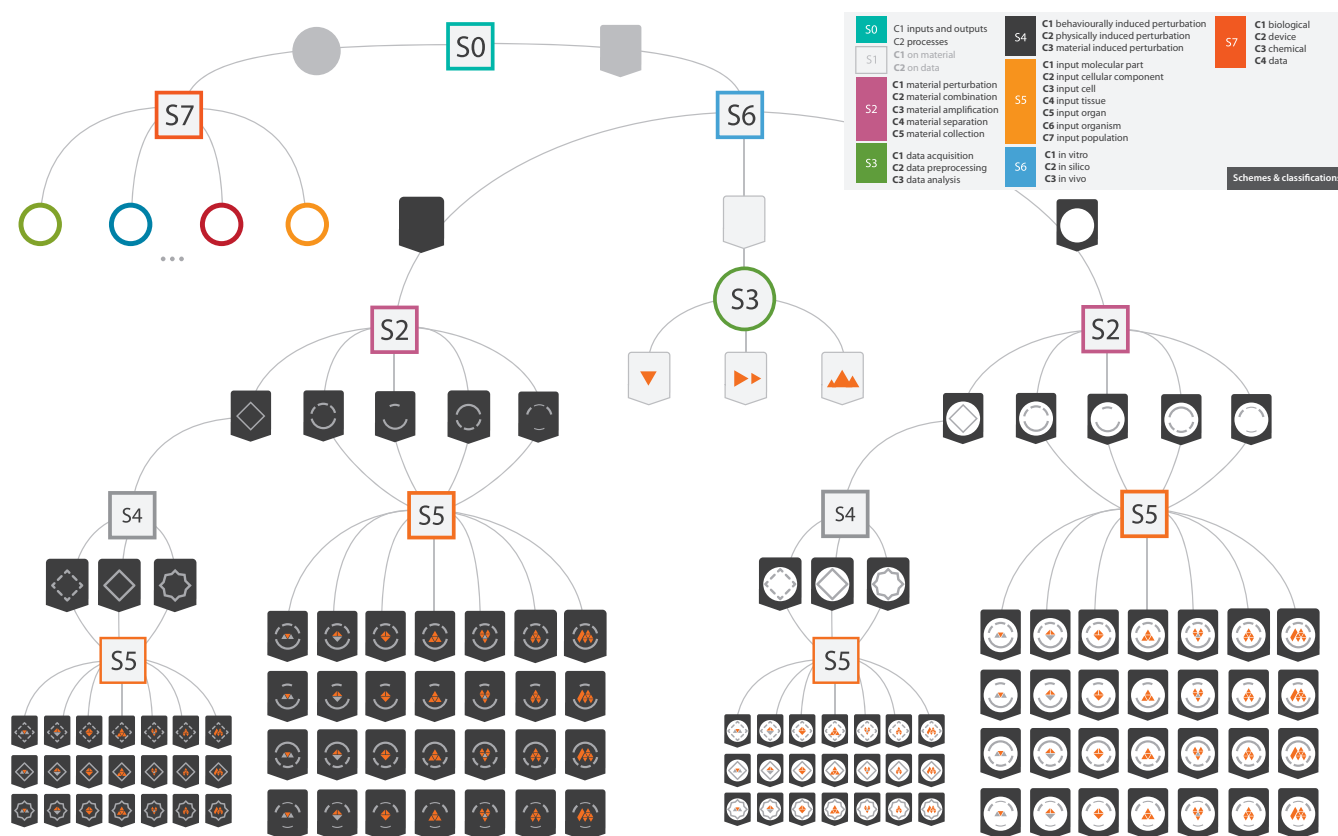 S0
S0
C1 inputs and outputs
C2 processes
S1
C1 on material
C2 on data
S2
C1 material perturbation
C2 material combination
C3 material amplification
C4 material separation
C5 material collection
S3
C1 data acquisition
C2 data preprocessing
C3 data analysis
S4
C1 behaviourally induced perturbation
C2 physically induced perturbation
C3 material induced perturbation
S5
C1 input molecular part
C2 input cellular component
C3 input cell
C4 input tissue
C5 input organ
C6 input organism
C7 input population
S6
C1 in vitro
C2 in silico
C3 in vivo
S7
C1 biological
C2 device
C3 chemical
C4 data
Schemes & classifications
S7
S6
S3
S2
S2
S4
S5
S4
S5
S5
S5